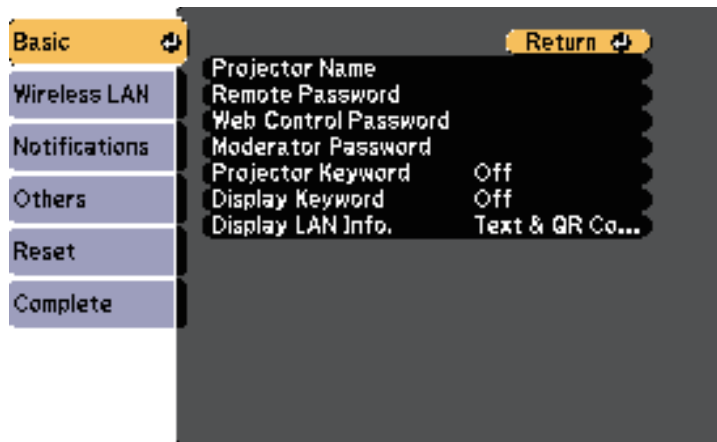 Basic
Wireless LAN
Notifications
Others
Reset
Complete
Return
Projector Name
Remote Password
Web Control Password
Moderator Password
Projector Keyword Off
Display Keyword Off
Display LAN Info. Text & QR Co...